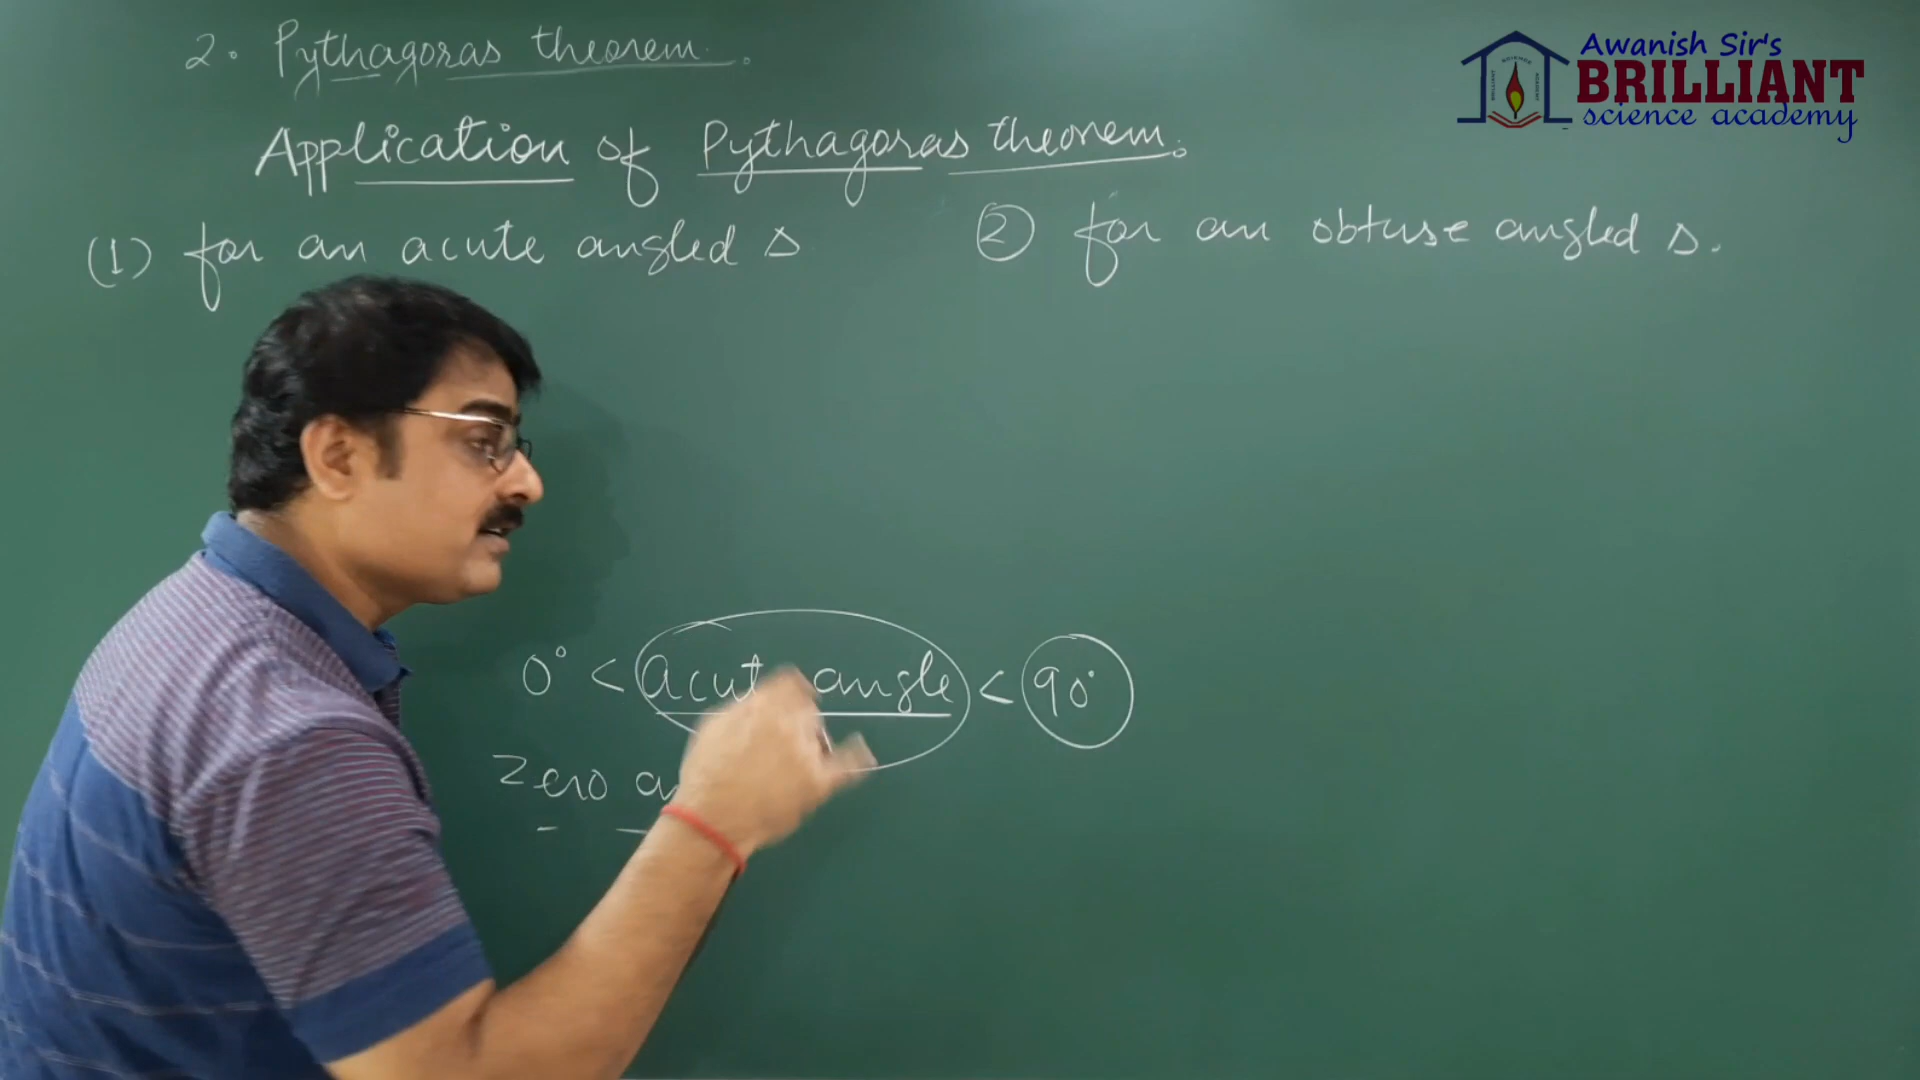 2. Pythagoras theorem.
Awanish Sir's
BRILLIANT
science academy
Application of Pythagoras theorem.
(1) for an acute angled Δ
② for an obtuse angled Δ.
0° < acute angle < 90°
Zero